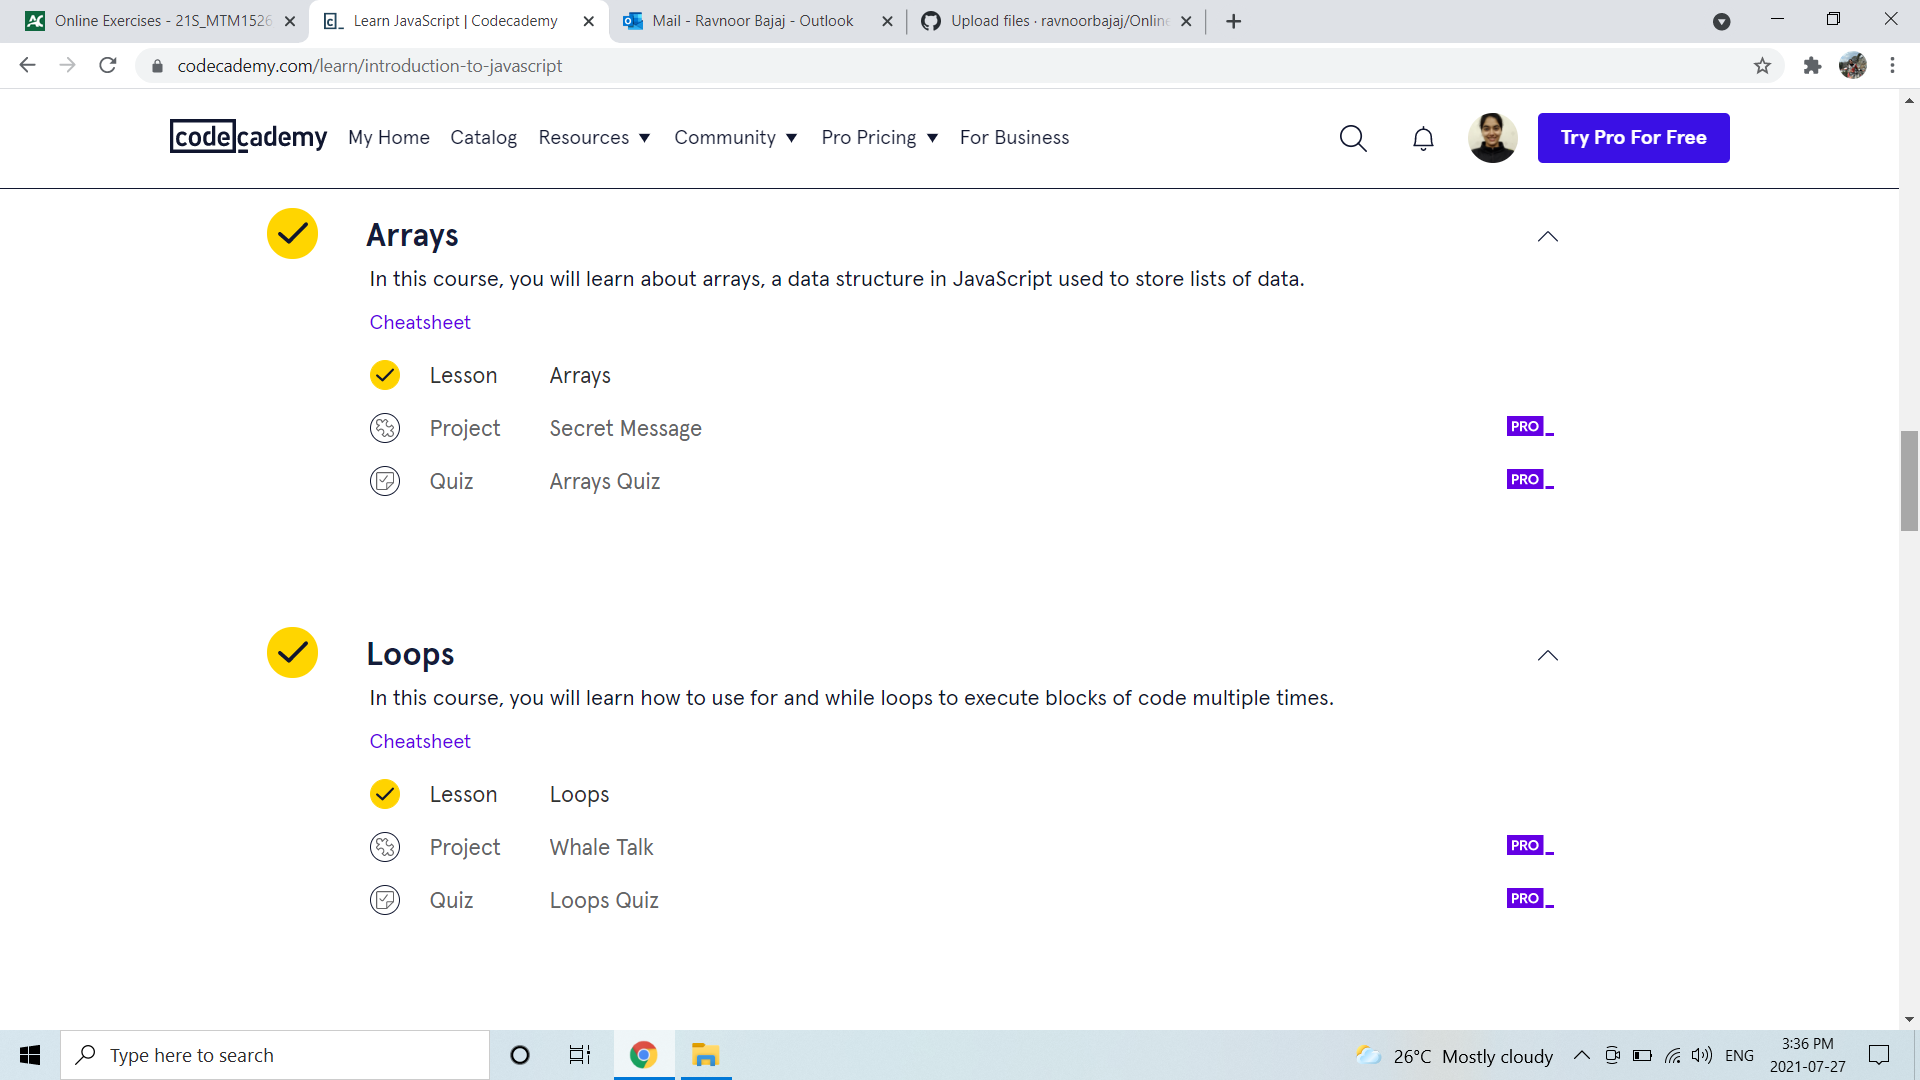 Online Exercises - 21S_MTM1526
Learn JavaScript | Codecademy
Mail - Ravnoor Bajaj - Outlook
Upload files · ravnoorbajaj/Online
codecademy.com/learn/introduction-to-javascript
codecademy
My Home
Catalog
Resources
Community
Pro Pricing
For Business
Try Pro For Free
Arrays
In this course, you will learn about arrays, a data structure in JavaScript used to store lists of data.
Cheatsheet
Lesson Arrays
Project Secret Message PRO_
Quiz Arrays Quiz PRO_
Loops
In this course, you will learn how to use for and while loops to execute blocks of code multiple times.
Cheatsheet
Lesson Loops
Project Whale Talk PRO_
Quiz Loops Quiz PRO_
Type here to search
26°C Mostly cloudy
ENG
3:36 PM
2021-07-27